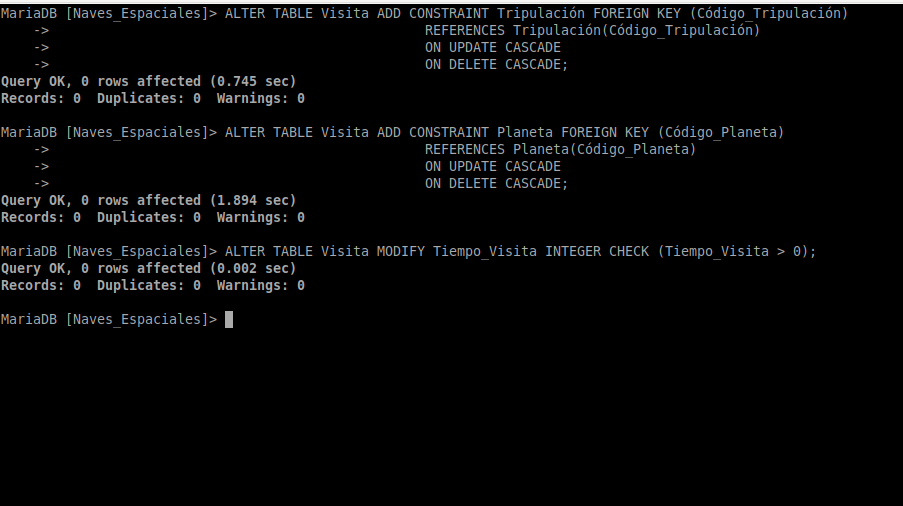 MariaDB [Naves_Espaciales]> ALTER TABLE Visita ADD CONSTRAINT Tripulación FOREIGN KEY (Código_Tripulación)
-> REFERENCES Tripulación(Código_Tripulación)
-> ON UPDATE CASCADE
-> ON DELETE CASCADE;
Query OK, 0 rows affected (0.745 sec)
Records: 0 Duplicates: 0 Warnings: 0
MariaDB [Naves_Espaciales]> ALTER TABLE Visita ADD CONSTRAINT Planeta FOREIGN KEY (Código_Planeta)
-> REFERENCES Planeta(Código_Planeta)
-> ON UPDATE CASCADE
-> ON DELETE CASCADE;
Query OK, 0 rows affected (1.894 sec)
Records: 0 Duplicates: 0 Warnings: 0
MariaDB [Naves_Espaciales]> ALTER TABLE Visita MODIFY Tiempo_Visita INTEGER CHECK (Tiempo_Visita > 0);
Query OK, 0 rows affected (0.002 sec)
Records: 0 Duplicates: 0 Warnings: 0
MariaDB [Naves_Espaciales]>